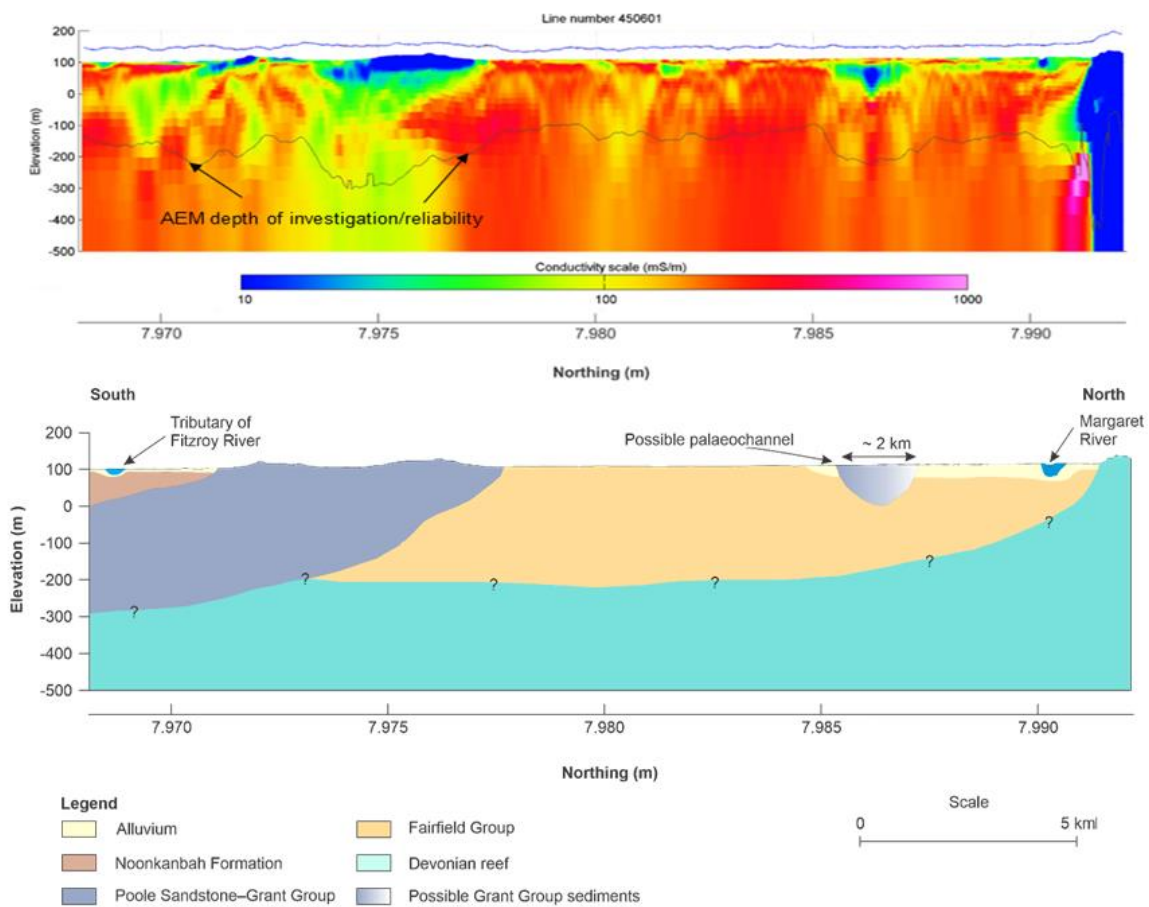 Line number 450601
200
100
0
-100
-200
-300
-400
-500
Elevation (m)
AEM depth of investigation/reliability
Conductivity scale (mS/m)
10 100 1000
7.970 7.975 7.980 7.985 7.990
Northing (m)
South North
Tributary of
Fitzroy River
Possible palaeochannel
~ 2 km
Margaret
River
200
100
0
-100
-200
-300
-400
-500
Elevation (m )
? ? ? ? ? ?
7.970 7.975 7.980 7.985 7.990
Northing (m)
Legend
Alluvium
Noonkanbah Formation
Poole Sandstone–Grant Group
Fairfield Group
Devonian reef
Possible Grant Group sediments
Scale
0 5 km